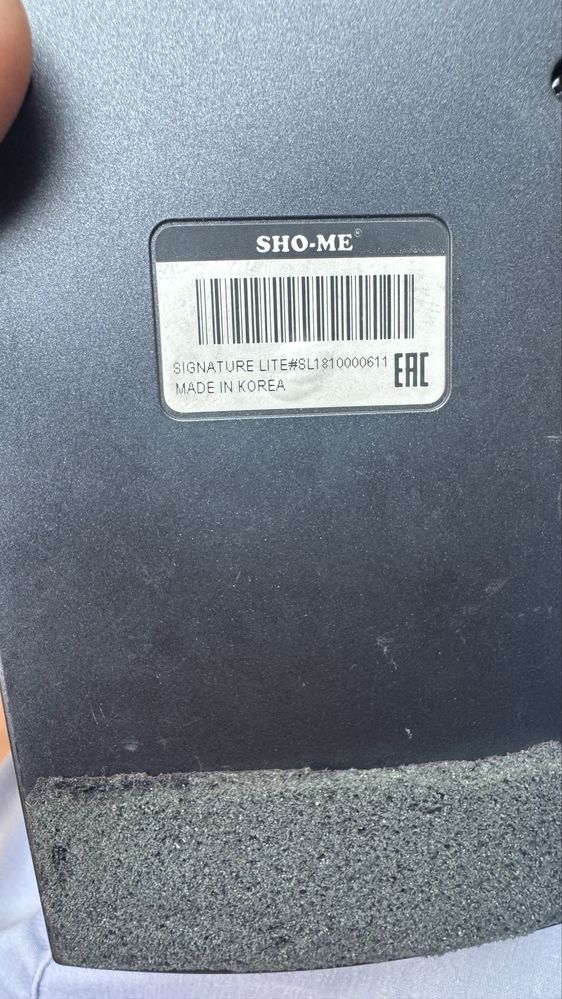 SHO-ME®
SIGNATURE LITE#SL1810000611
MADE IN KOREA
EAC